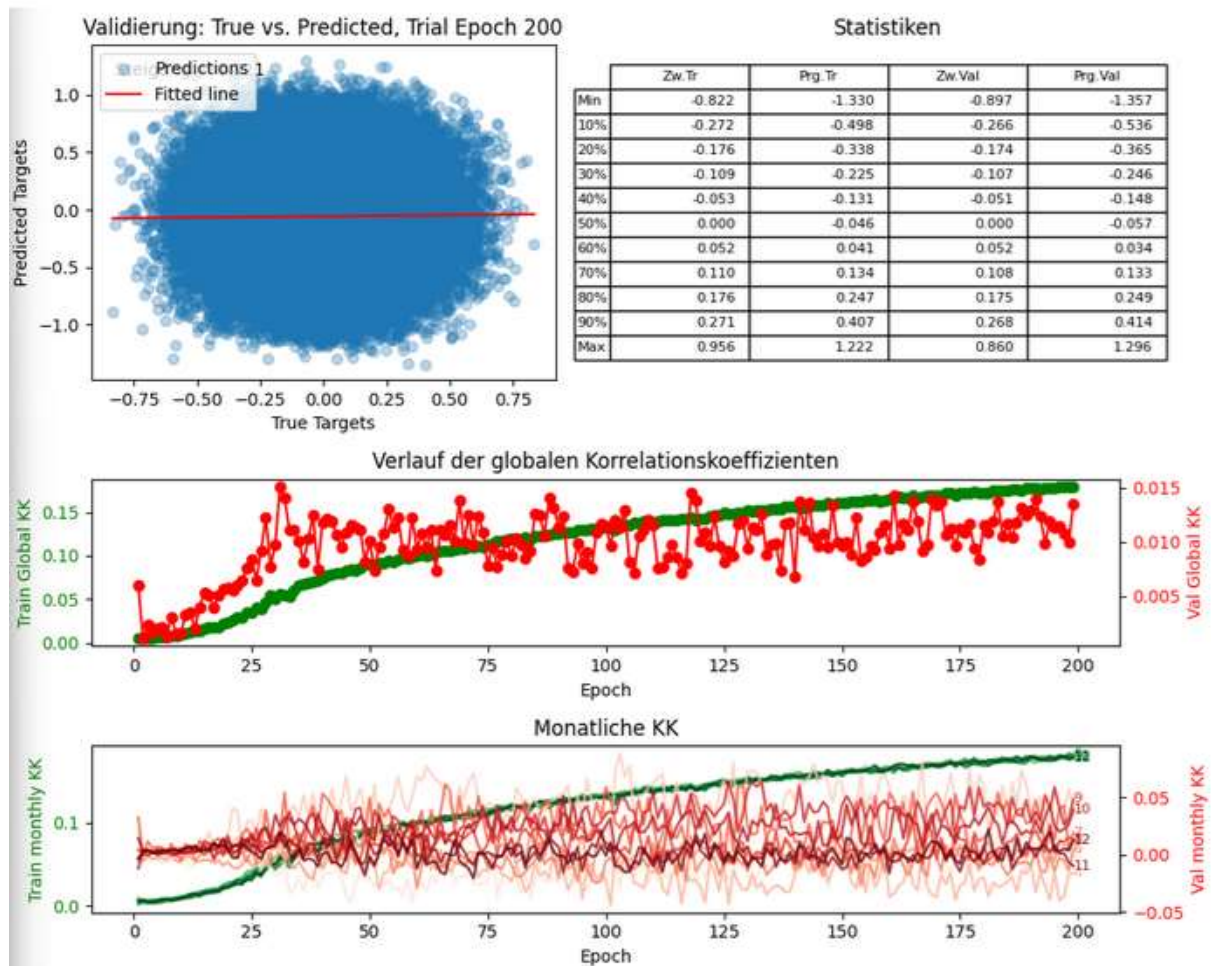 Validierung: True vs. Predicted, Trial Epoch 200
Predictions 1
Fitted line
1.0
0.5
0.0
−0.5
−1.0
Predicted Targets
−0.75 −0.50 −0.25 0.00 0.25 0.50 0.75
True Targets
Statistiken
Zw.Tr Prg.Tr Zw.Val Prg.Val
Min -0.822 -1.330 -0.897 -1.357
10% -0.272 -0.498 -0.266 -0.536
20% -0.176 -0.338 -0.174 -0.365
30% -0.109 -0.225 -0.107 -0.246
40% -0.053 -0.131 -0.051 -0.148
50% 0.000 -0.046 0.000 -0.057
60% 0.052 0.041 0.052 0.034
70% 0.110 0.134 0.108 0.133
80% 0.176 0.247 0.175 0.249
90% 0.271 0.407 0.268 0.414
Max 0.956 1.222 0.860 1.296
Verlauf der globalen Korrelationskoeffizienten
Train Global KK
0.15
0.10
0.05
0.00
0.015
0.010
0.005
Val Global KK
0 25 50 75 100 125 150 175 200
Epoch
Monatliche KK
Train monthly KK
0.1
0.0
9
10
12
11
0.05
0.00
−0.05
Val monthly KK
0 25 50 75 100 125 150 175 200
Epoch